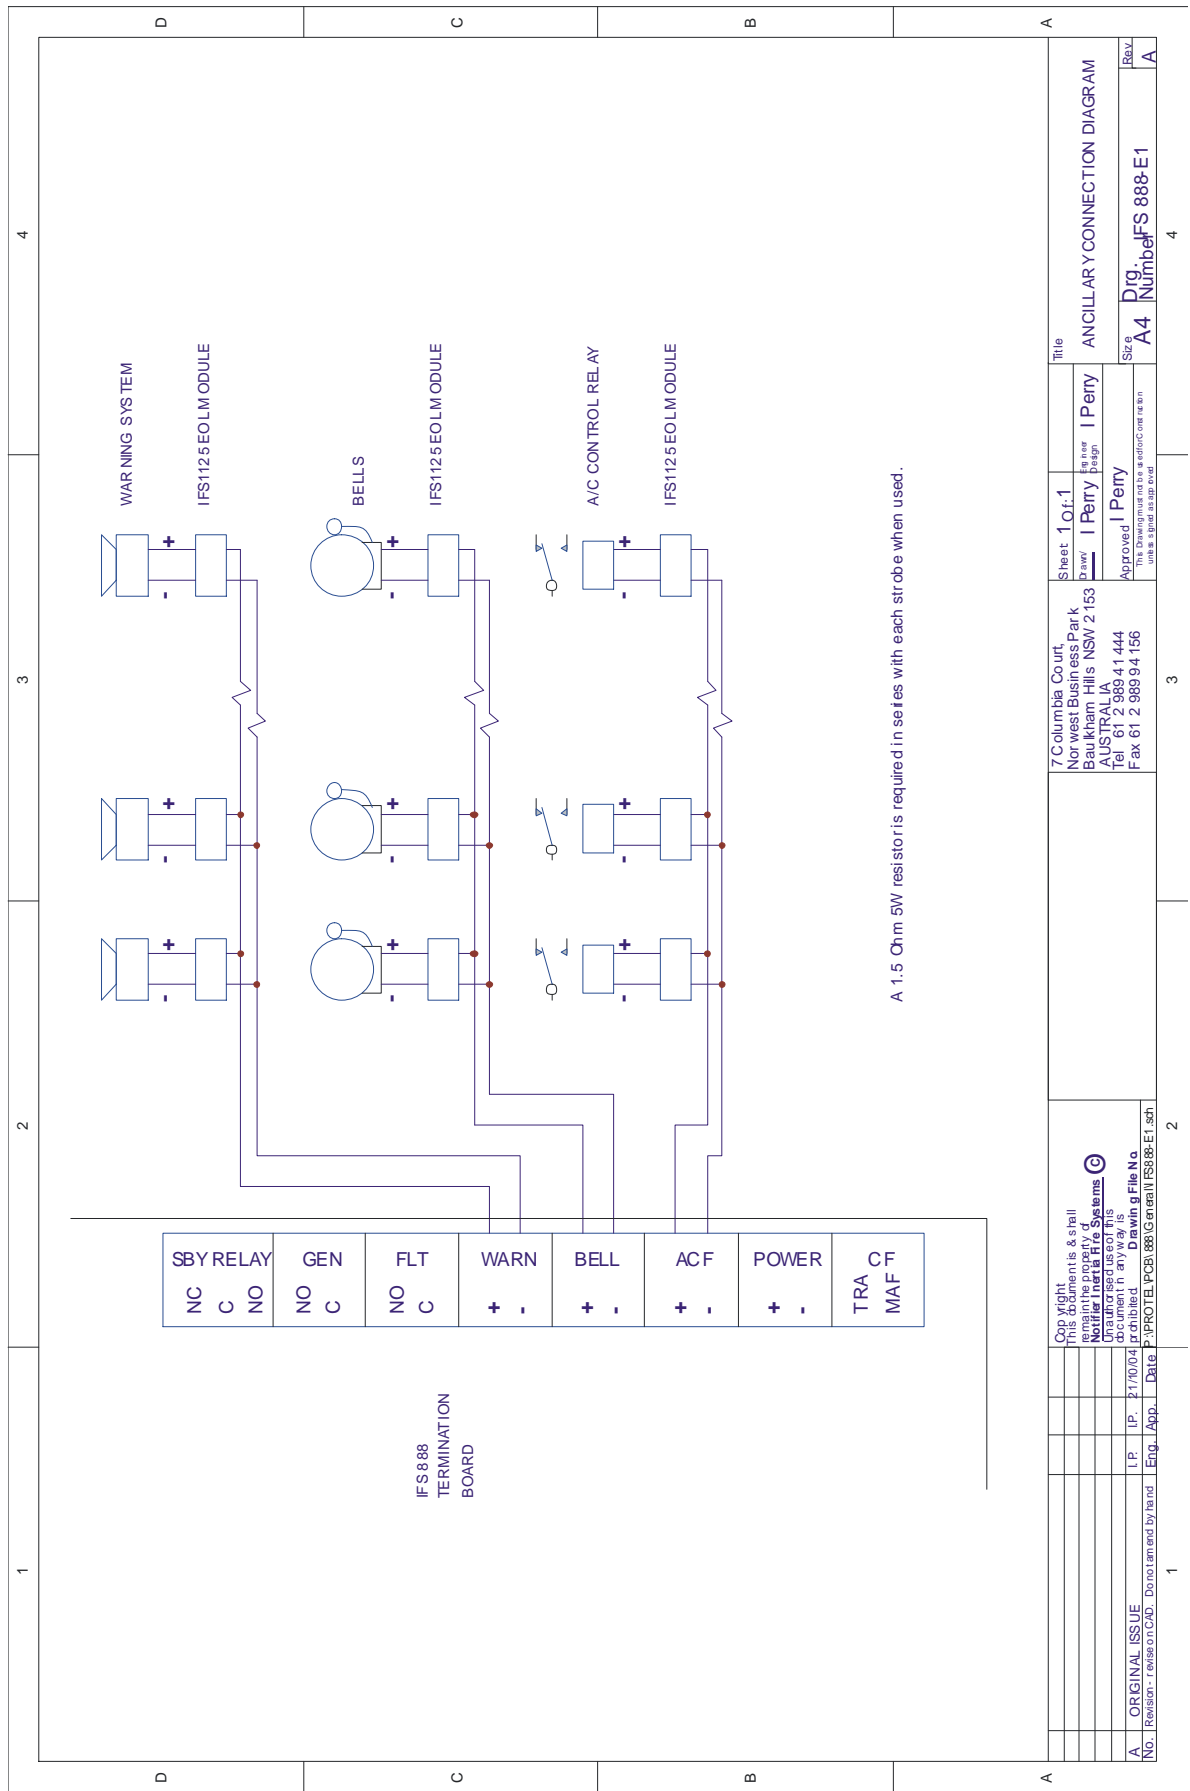 D
C
B
A
4
3
2
1
WARNING SYSTEM
IFS1125 EOL MODULE
BELLS
IFS1125 EOL MODULE
A/C CONTROL RELAY
IFS1125 EOL MODULE
+ -
+ -
+ -
+ -
+ -
+ -
+ -
+ -
+ -
A 1.5 Ohm 5W resistor is required in series with each strobe when used.
IFS888
TERMINATION
BOARD
SBY RELAY
NC C NO
GEN
NO C
FLT
NO C
WARN
+ -
BELL
+ -
ACF
+ -
POWER
+ -
CF
TRA MAF
A ORIGINAL ISSUE I.P. I.P. 21/10/04
No. Revision - revise on CAD. Do not amend by hand Eng. App. Date
Copyright
This document is & shall
remain the property of
Notifier Inertia Fire Systems C
Unauthorised use of this
document in any way is
prohibited. Drawing File No.
P:\PROTEL\PCB\888\General\IFS888-E1.sch
7 Columbia Court,
Norwest Business Park
Baulkham Hills NSW 2153
AUSTRALIA
Tel 61 2 989 41 444
Fax 61 2 989 94 156
Sheet 1 Of: 1
Drawn/ I Perry Engineer Design I Perry
Approved I Perry
This Drawing must not be used for Construction
unless signed as approved
Title
ANCILLARY CONNECTION DIAGRAM
Size A4 Drg. Number IFS 888-E1 Rev A
D
C
B
A
4
3
2
1